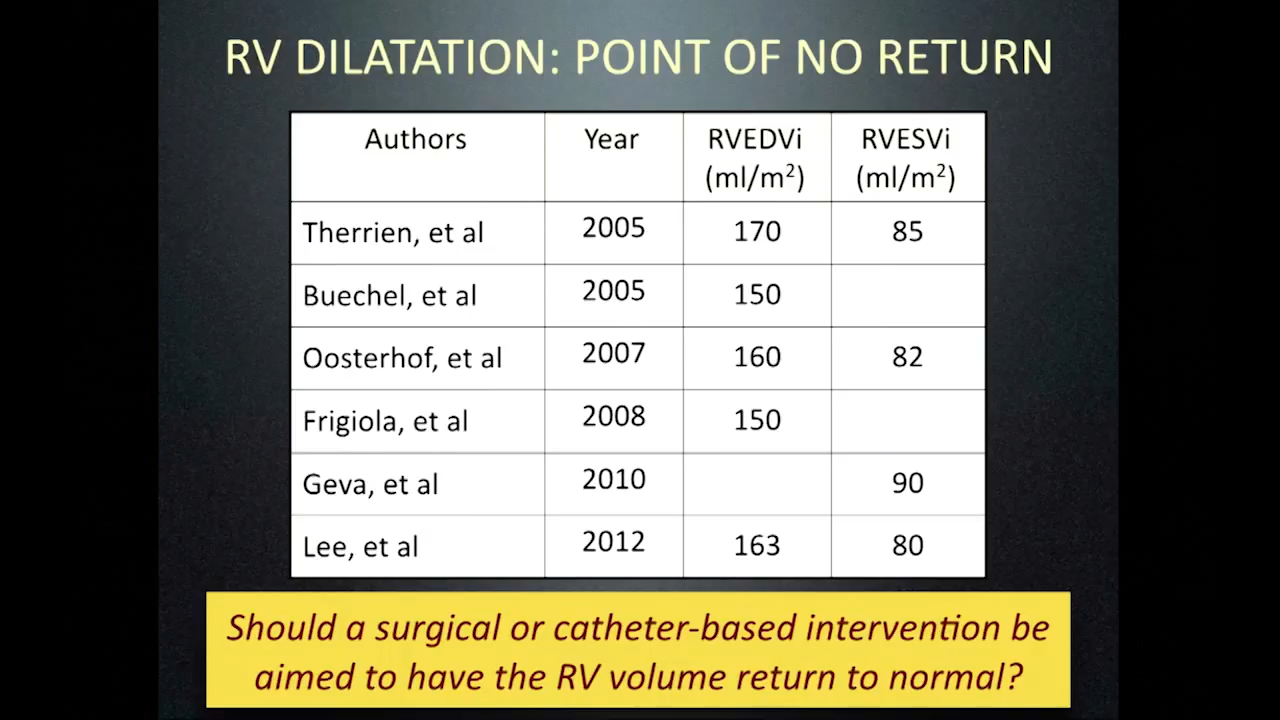 RV DILATATION: POINT OF NO RETURN
Authors Year RVEDVi (ml/m²) RVESVi (ml/m²)
Therrien, et al 2005 170 85
Buechel, et al 2005 150
Oosterhof, et al 2007 160 82
Frigiola, et al 2008 150
Geva, et al 2010 90
Lee, et al 2012 163 80
Should a surgical or catheter-based intervention be
aimed to have the RV volume return to normal?